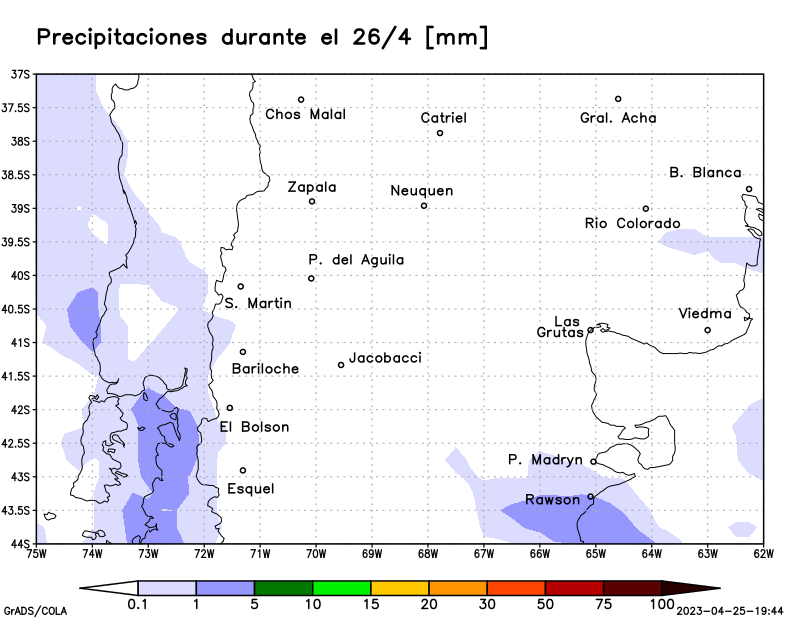 Precipitaciones durante el 26/4 [mm]
37S
37.5S
Chos Malal
Catriel
Gral. Acha
38S
38.5S
B. Blanca
Zapala
Neuquen
39S
Rio Colorado
39.5S
P. del Aguila
40S
S. Martin
40.5S
Las
Grutas
Viedma
41S
Bariloche
Jacobacci
41.5S
42S
El Bolson
42.5S
P. Madryn
43S
Esquel
Rawson
43.5S
44S
75W 74W 73W 72W 71W 70W 69W 68W 67W 66W 65W 64W 63W 62W
0.1 1 5 10 15 20 30 50 75 100
GrADS/COLA
2023-04-25-19:44